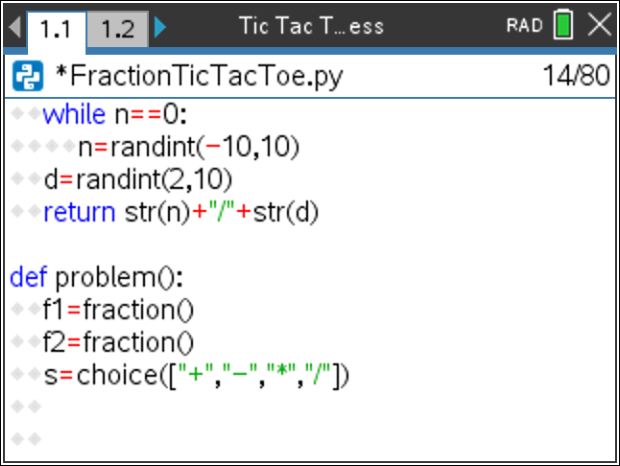 1.1 1.2 Tic Tac T...ess RAD
*FractionTicTacToe.py 14/80
while n==0:
n=randint(−10,10)
d=randint(2,10)
return str(n)+"/"+str(d)
def problem():
f1=fraction()
f2=fraction()
s=choice(["+","−","*","/"])